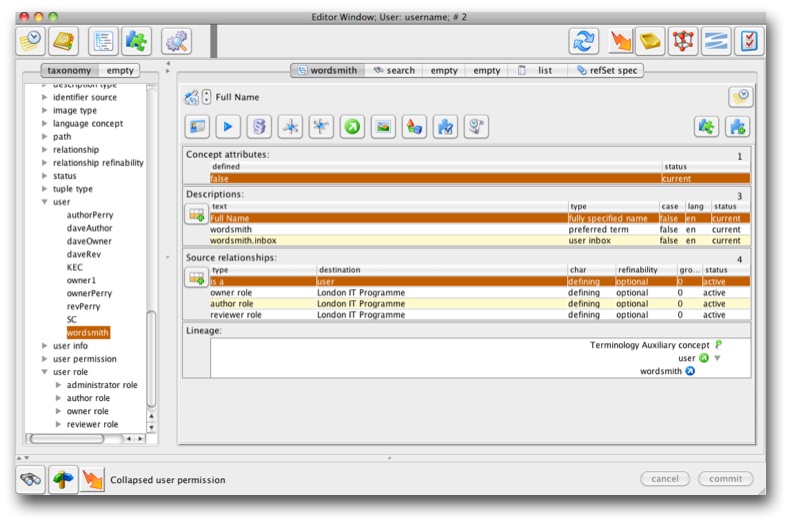 Editor Window; User: username; # 2
taxonomy empty
wordsmith search empty empty list refSet spec
description type
identifier source
image type
language concept
path
relationship
relationship refinability
status
tuple type
user
authorPerry
daveAuthor
daveOwner
daveRev
KEC
owner1
ownerPerry
revPerry
SC
wordsmith
user info
user permission
user role
administrator role
author role
owner role
reviewer role
Full Name
Concept attributes: 1
defined status
false current
Descriptions: 3
text type case lang status
Full Name fully specified name false en current
wordsmith preferred term false en current
wordsmith.inbox user inbox false en current
Source relationships: 4
type destination char refinability gro... status
is a user defining optional 0 active
owner role London IT Programme defining optional 0 active
author role London IT Programme defining optional 0 active
reviewer role London IT Programme defining optional 0 active
Lineage:
Terminology Auxiliary concept
user
wordsmith
Collapsed user permission cancel commit